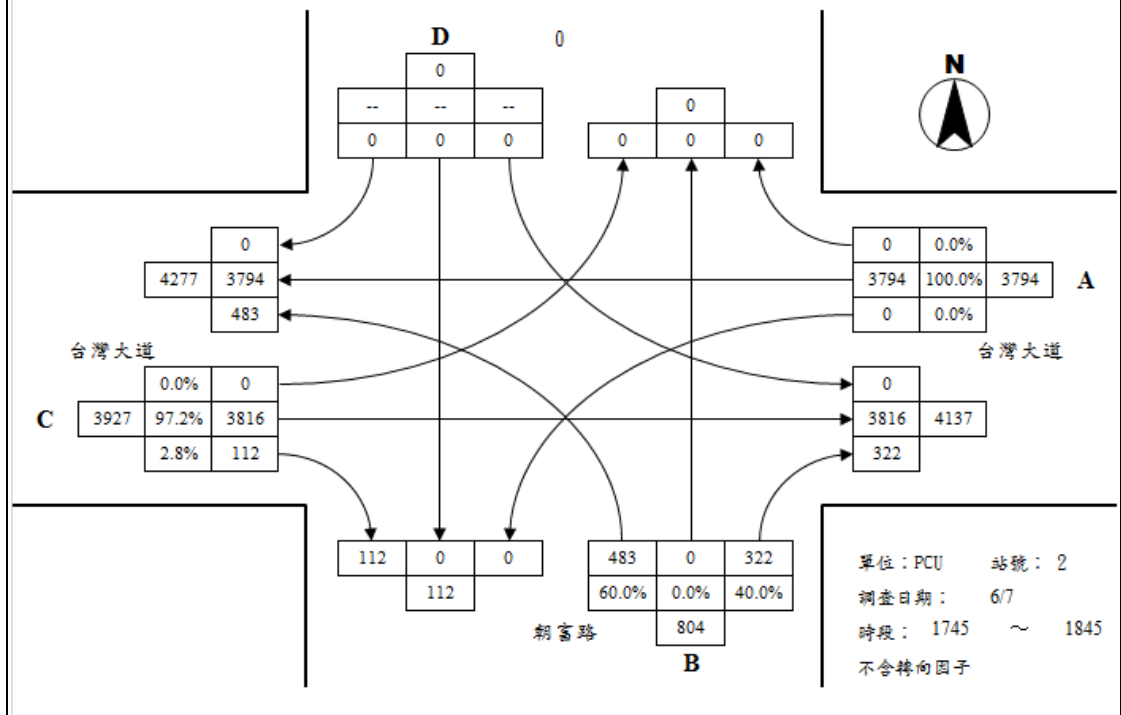 D 0
0
N
-- -- --
0
0 0 0
0 0 0
0
0 0.0%
4277 3794
3794 100.0% 3794 A
483
0 0.0%
台灣大道
台灣大道
0.0% 0
0
C 3927 97.2% 3816
3816 4137
2.8% 112
322
112 0 0
483 0 322
單位：PCU 站號： 2
112
60.0% 0.0% 40.0%
調查日期： 6/7
朝富路
804
時段： 1745 ～ 1845
B
不含轉向因子